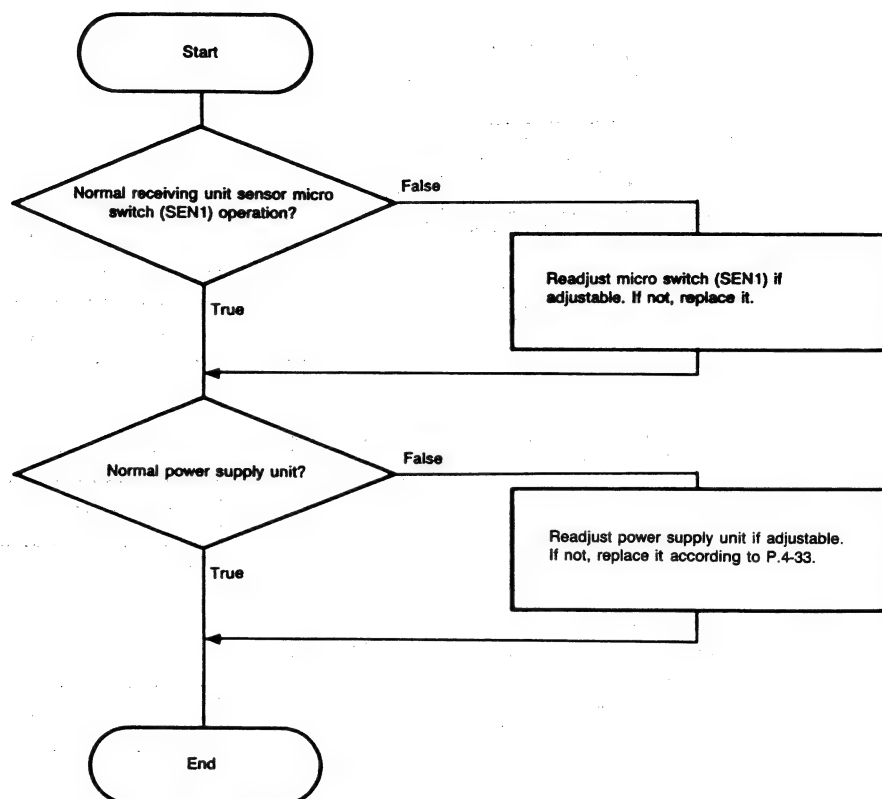 Start
Normal receiving unit sensor micro
switch (SEN1) operation?
False
Readjust micro switch (SEN1) if
adjustable. If not, replace it.
True
Normal power supply unit?
False
Readjust power supply unit if adjustable.
If not, replace it according to P.4-33.
True
End